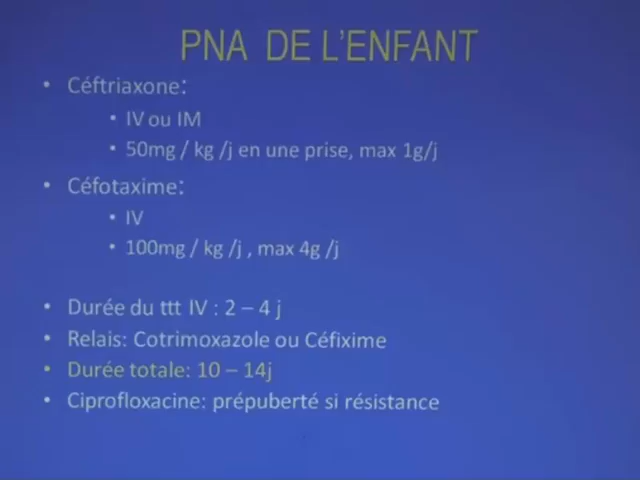 PNA DE L'ENFANT
• Céftriaxone:
• IV ou IM
• 50mg / kg /j en une prise, max 1g/j
• Céfotaxime:
• IV
• 100mg / kg /j , max 4g /j
• Durée du ttt IV : 2 – 4 j
• Relais: Cotrimoxazole ou Céfixime
• Durée totale: 10 – 14j
• Ciprofloxacine: prépuberté si résistance